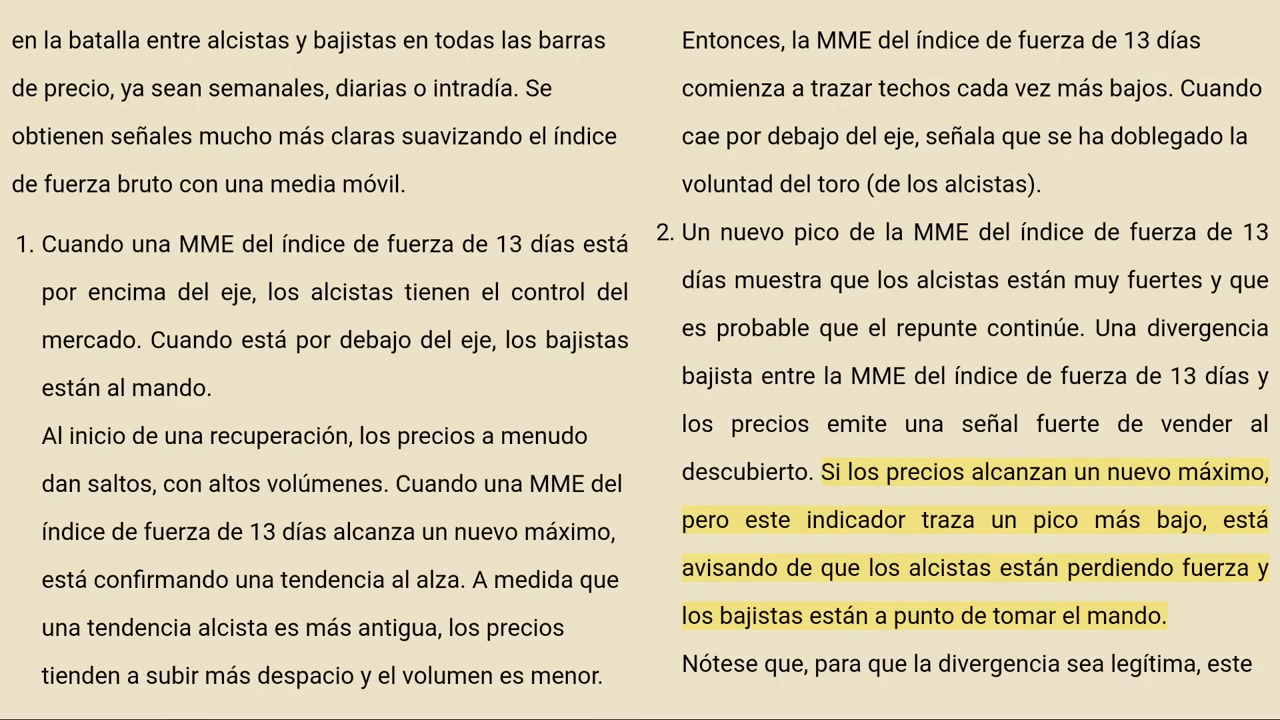 en la batalla entre alcistas y bajistas en todas las barras
de precio, ya sean semanales, diarias o intradía. Se
obtienen señales mucho más claras suavizando el índice
de fuerza bruto con una media móvil.
1. Cuando una MME del índice de fuerza de 13 días está
por encima del eje, los alcistas tienen el control del
mercado. Cuando está por debajo del eje, los bajistas
están al mando.
Al inicio de una recuperación, los precios a menudo
dan saltos, con altos volúmenes. Cuando una MME del
índice de fuerza de 13 días alcanza un nuevo máximo,
está confirmando una tendencia al alza. A medida que
una tendencia alcista es más antigua, los precios
tienden a subir más despacio y el volumen es menor.
Entonces, la MME del índice de fuerza de 13 días
comienza a trazar techos cada vez más bajos. Cuando
cae por debajo del eje, señala que se ha doblegado la
voluntad del toro (de los alcistas).
2. Un nuevo pico de la MME del índice de fuerza de 13
días muestra que los alcistas están muy fuertes y que
es probable que el repunte continúe. Una divergencia
bajista entre la MME del índice de fuerza de 13 días y
los precios emite una señal fuerte de vender al
descubierto. Si los precios alcanzan un nuevo máximo,
pero este indicador traza un pico más bajo, está
avisando de que los alcistas están perdiendo fuerza y
los bajistas están a punto de tomar el mando.
Nótese que, para que la divergencia sea legítima, este